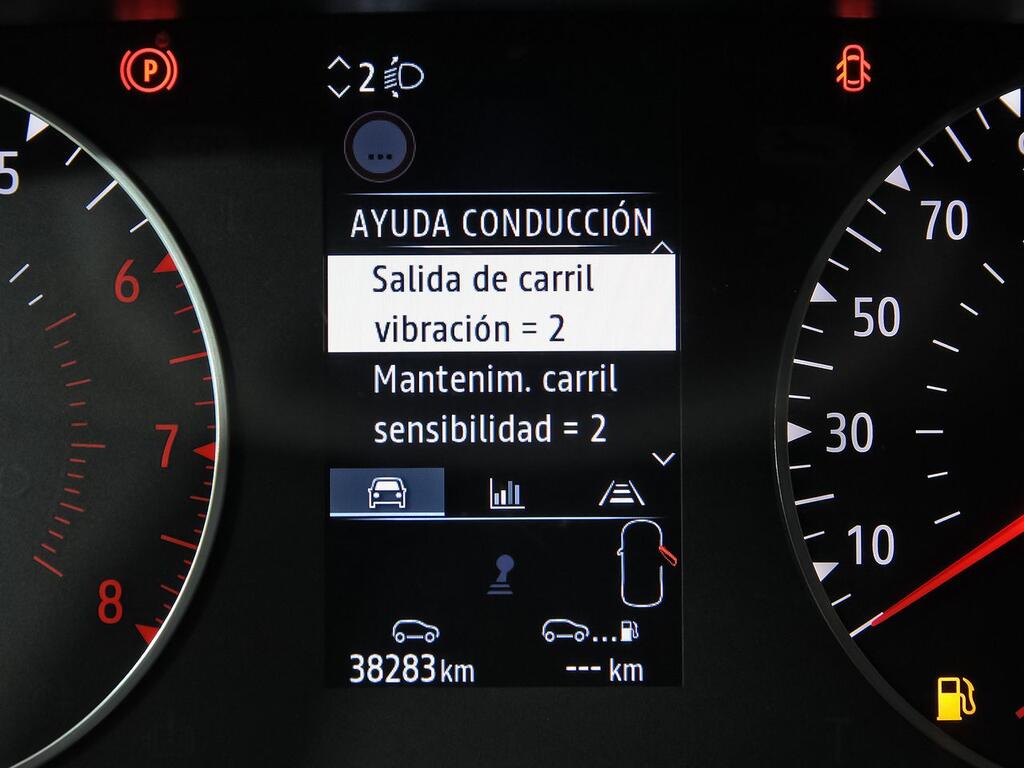 P
2
AYUDA CONDUCCIÓN
Salida de carril
vibración = 2
Mantenim. carril
sensibilidad = 2
38283 km
--- km
5
6
7
8
70
50
30
10